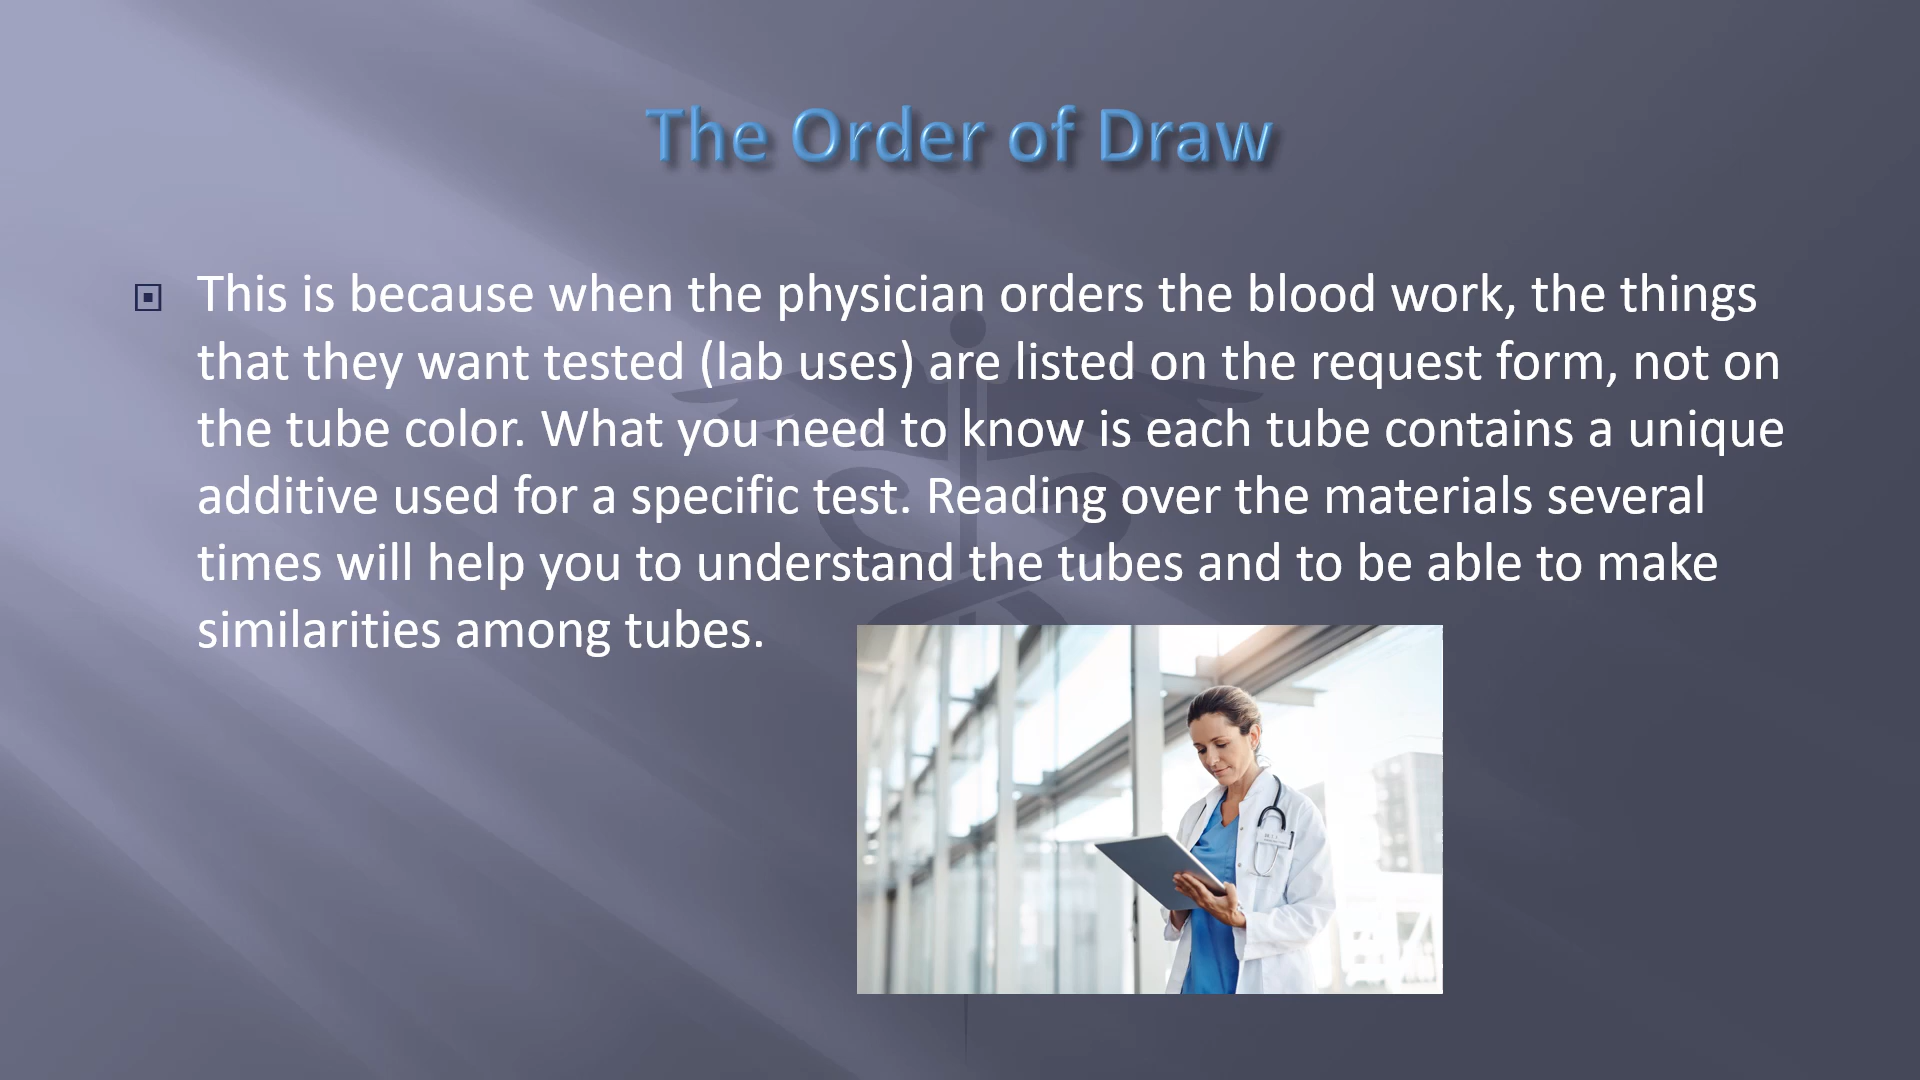 The Order of Draw
This is because when the physician orders the blood work, the things
that they want tested (lab uses) are listed on the request form, not on
the tube color. What you need to know is each tube contains a unique
additive used for a specific test. Reading over the materials several
times will help you to understand the tubes and to be able to make
similarities among tubes.